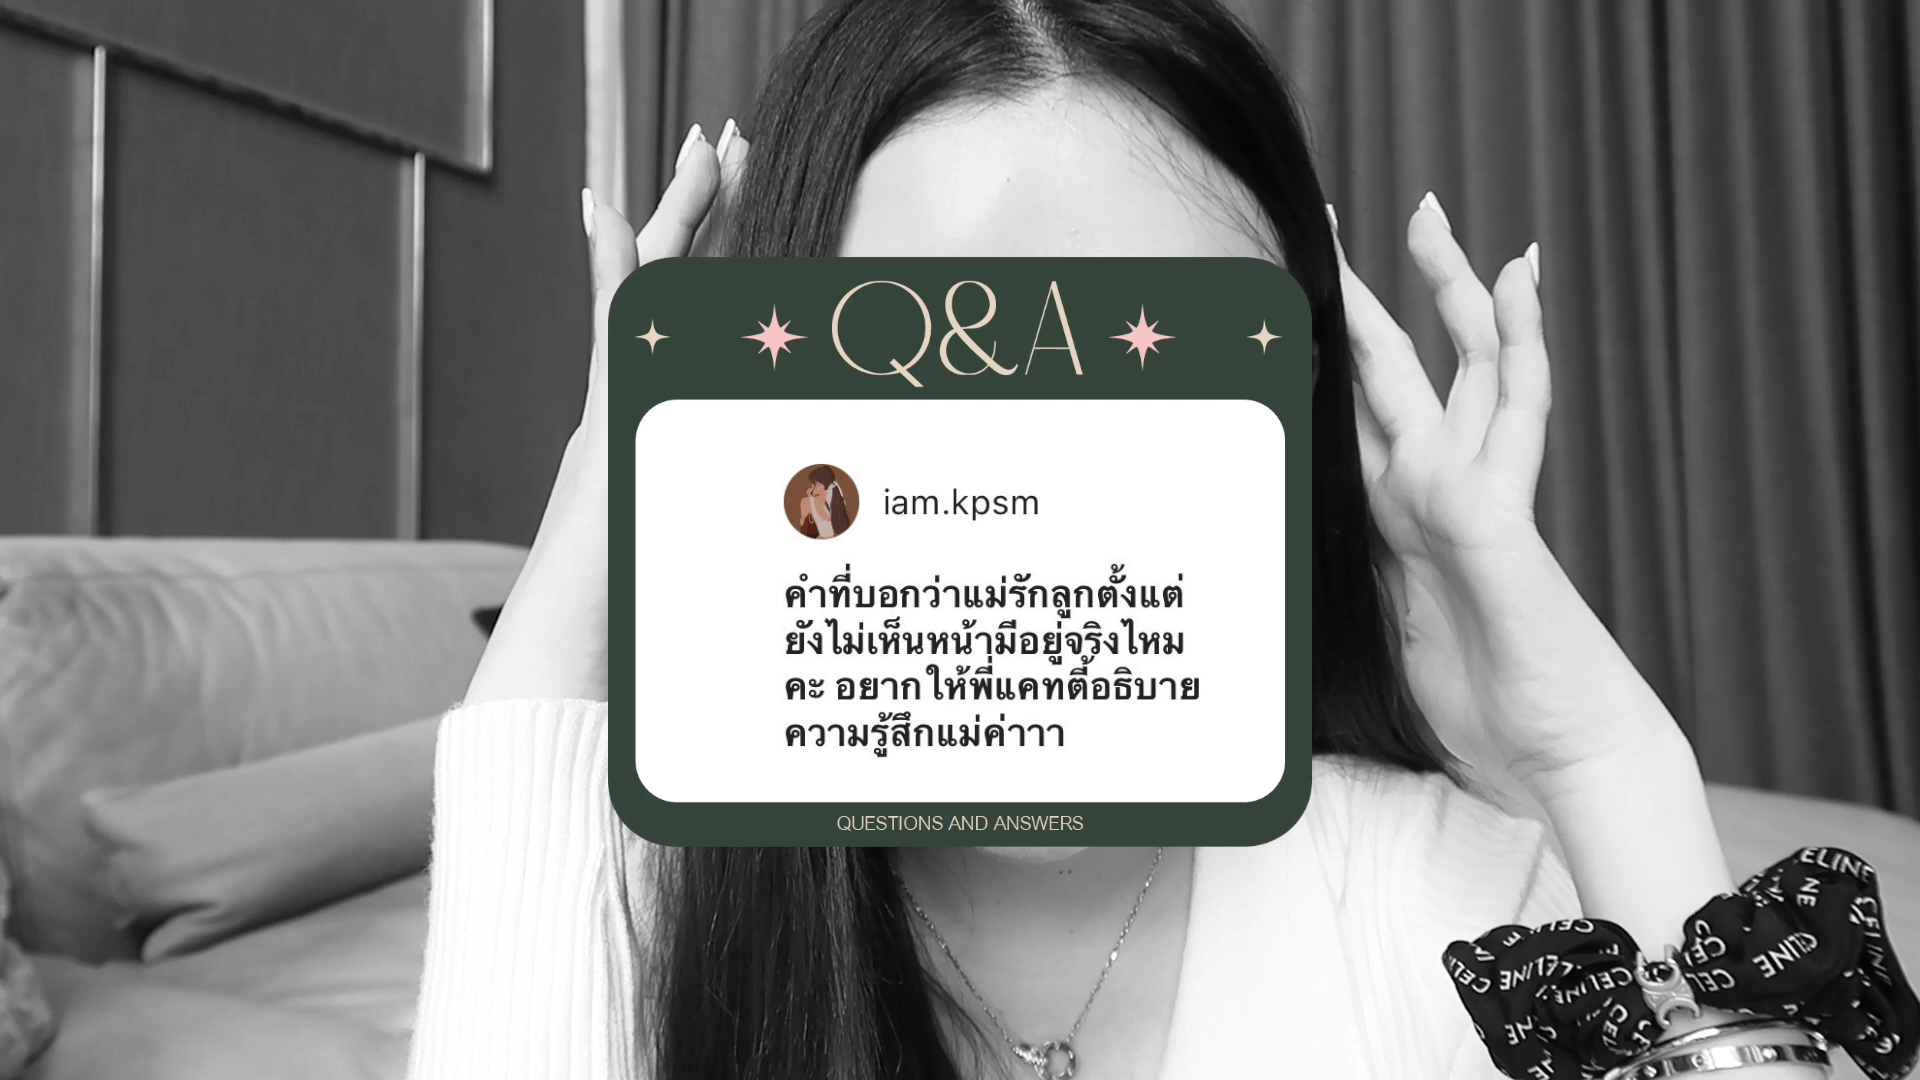 Q&A
iam.kpsm
คำที่บอกว่าแม่รักลูกตั้งแต่
ยังไม่เห็นหน้ามีอยู่จริงไหม
คะ อยากให้พี่แคทตี้อธิบาย
ความรู้สึกแม่ค่าาา
QUESTIONS AND ANSWERS
CELINE
CELINE